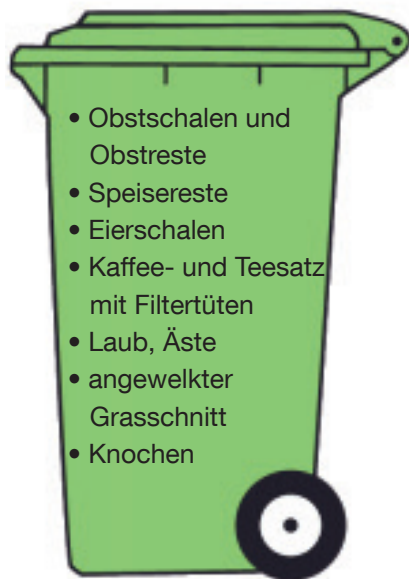 • Obstschalen und
Obstreste
• Speisereste
• Eierschalen
• Kaffee- und Teesatz
mit Filtertüten
• Laub, Äste
• angewelkter
Grasschnitt
• Knochen